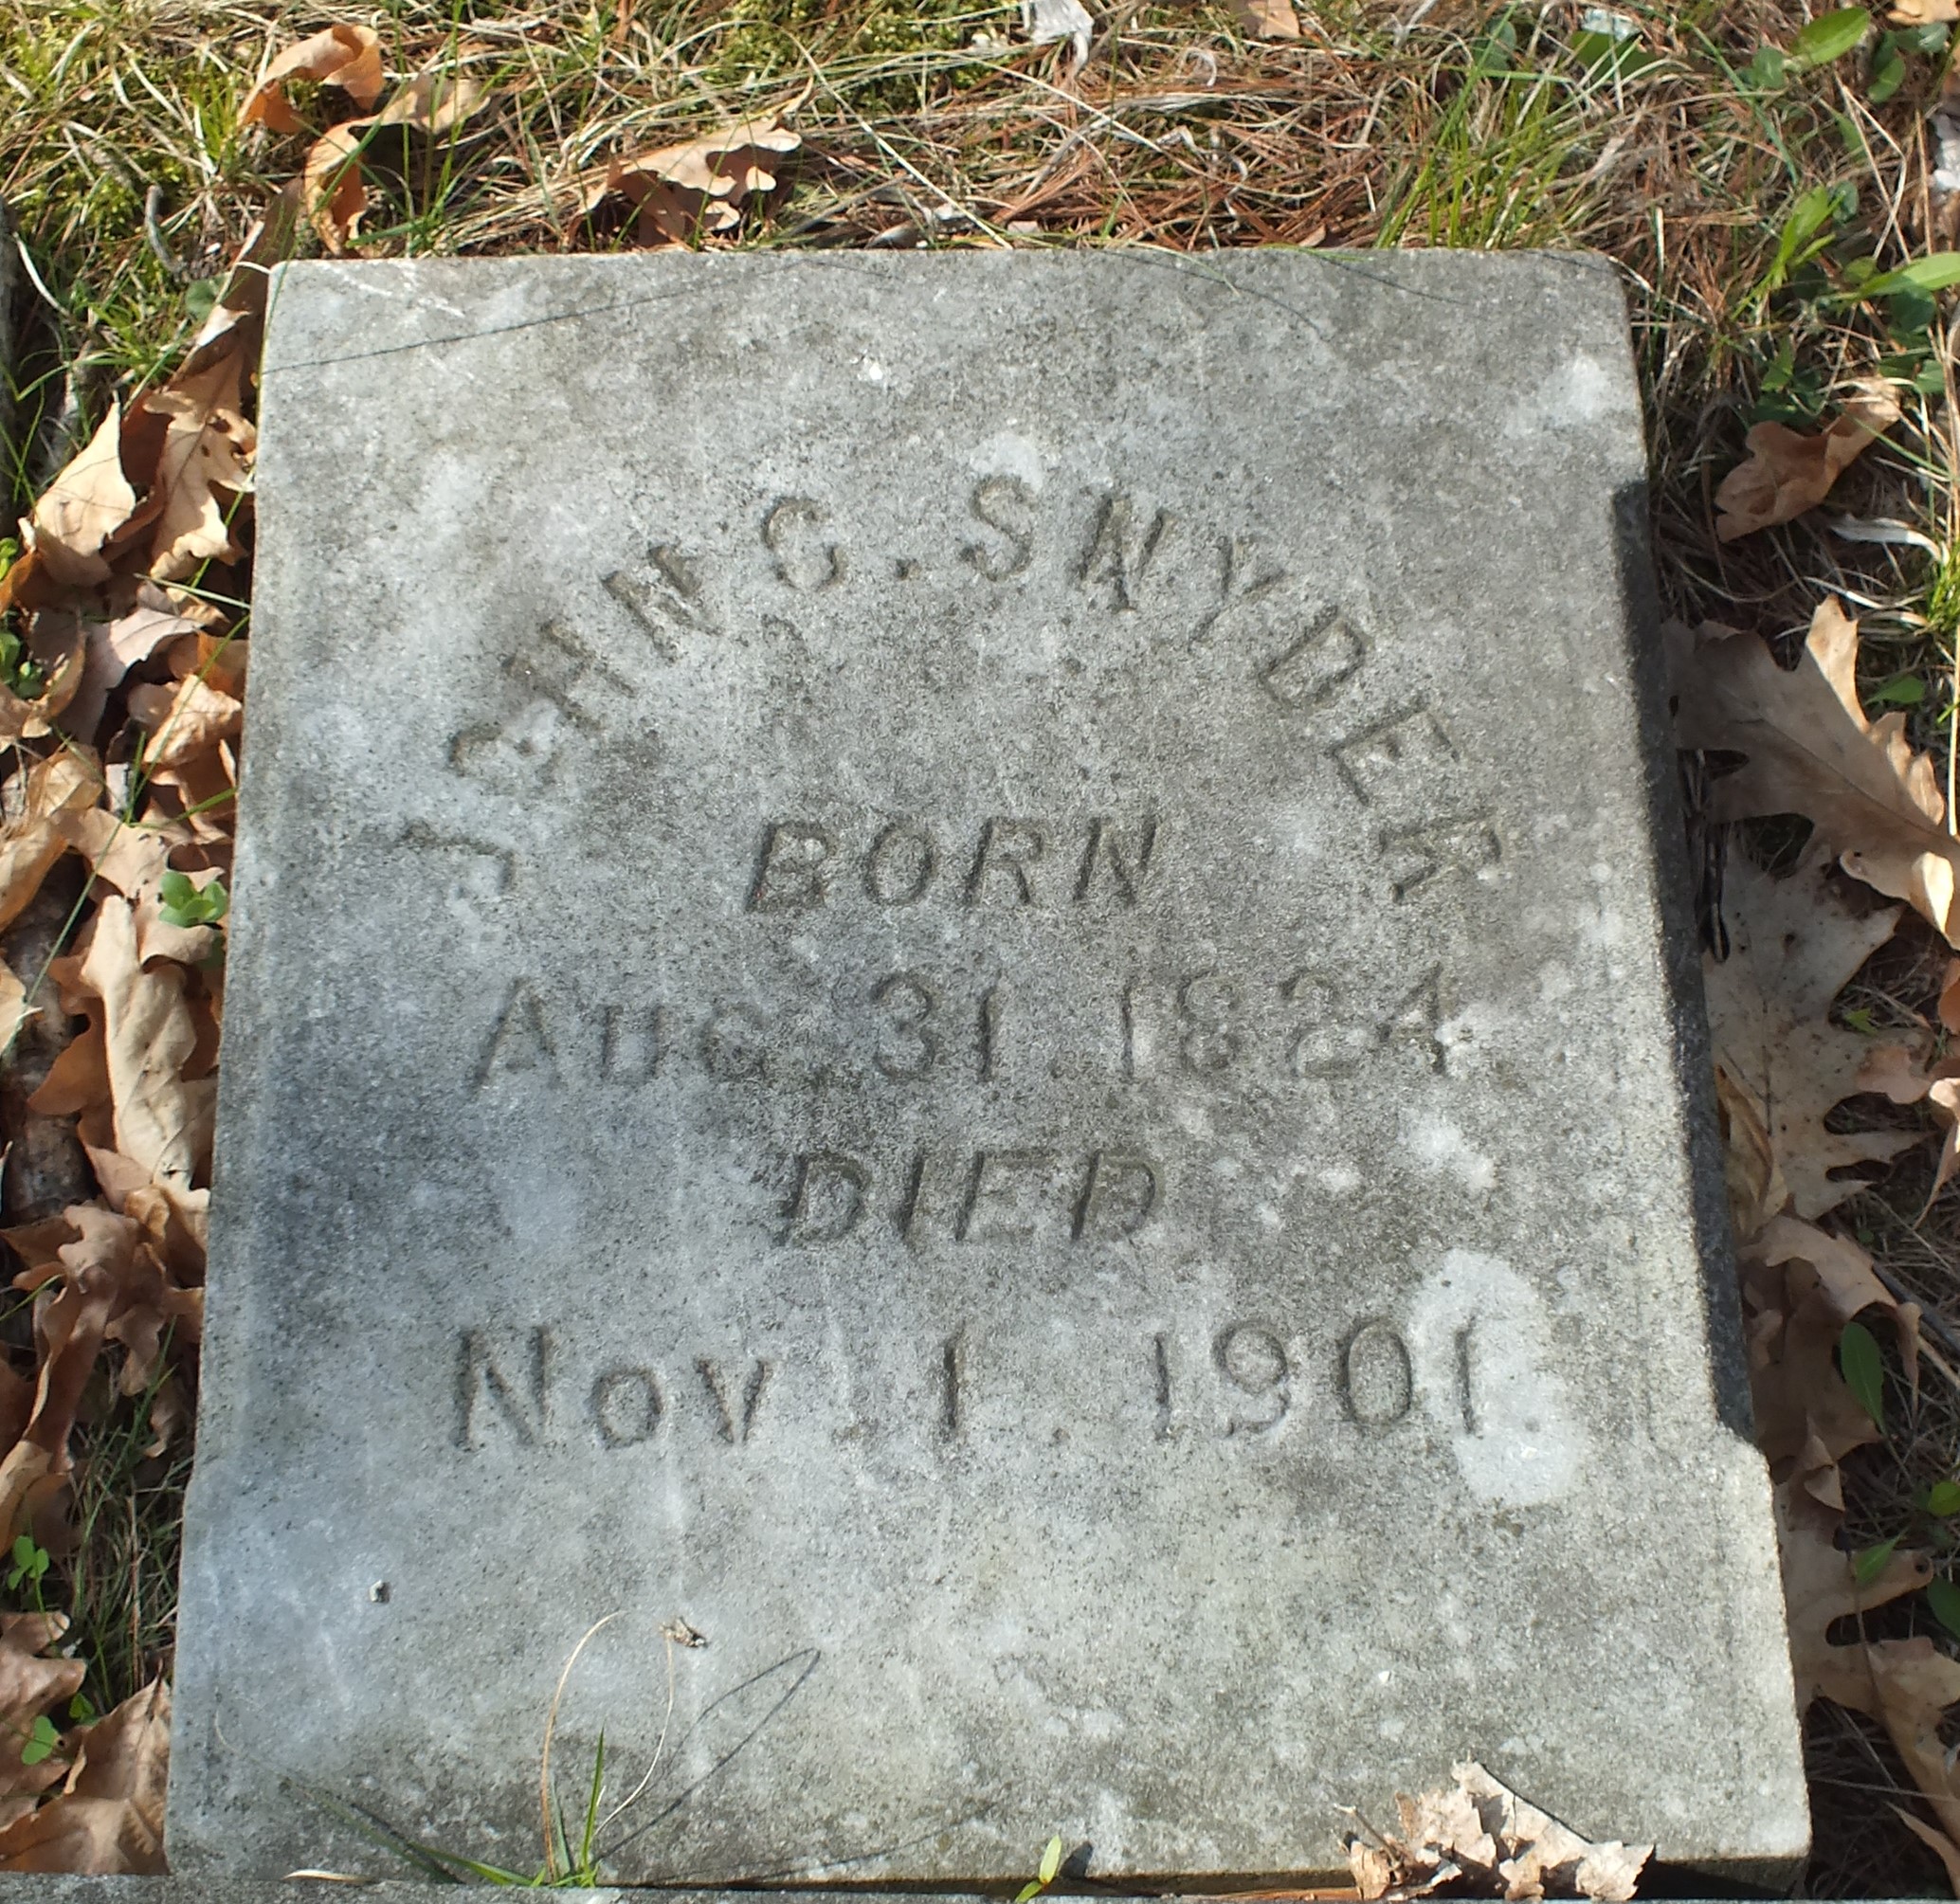 JOHN C. SNYDER
BORN
AUG. 31. 1824
DIED
NOV. 1. 1901